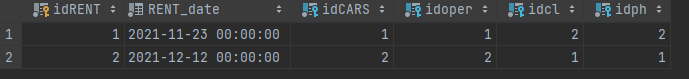 idRENT RENT_date idCARS idoper idcl idph
1 1 2021-11-23 00:00:00 1 1 2 2
2 2 2021-12-12 00:00:00 2 2 1 1